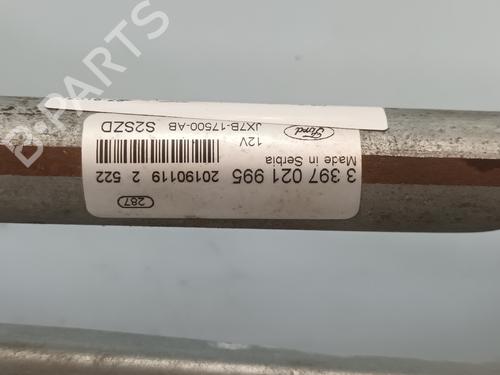 3 397 021 995
Made in Serbia
Ford
20190119 2 522
12V
JX7B-17500-AB
S2SZD
287
B-PARTS